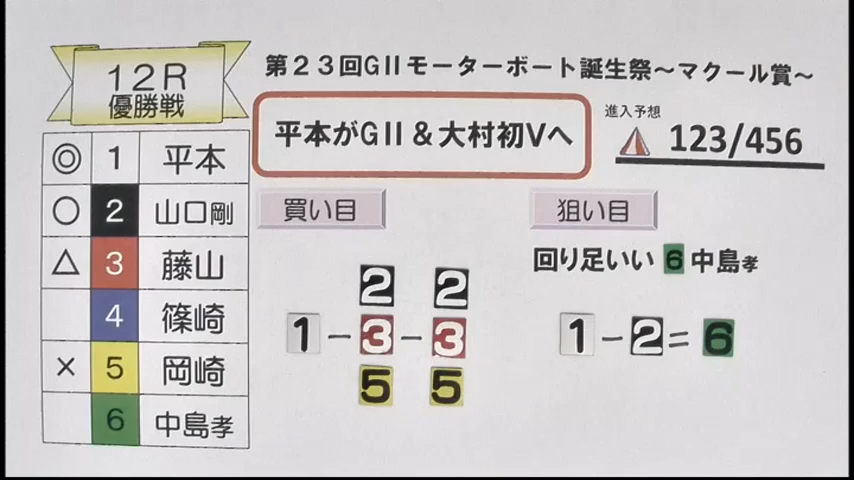 第23回GⅡモーターボート誕生祭～マクール賞～
12R
優勝戦
平本がGⅡ＆大村初Vへ
進入予想
123/456
◎ 1 平本
○ 2 山口剛
△ 3 藤山
4 篠崎
× 5 岡崎
6 中島孝
買い目
2 2
1－3－3
5 5
狙い目
回り足いい 6 中島孝
1－2＝6